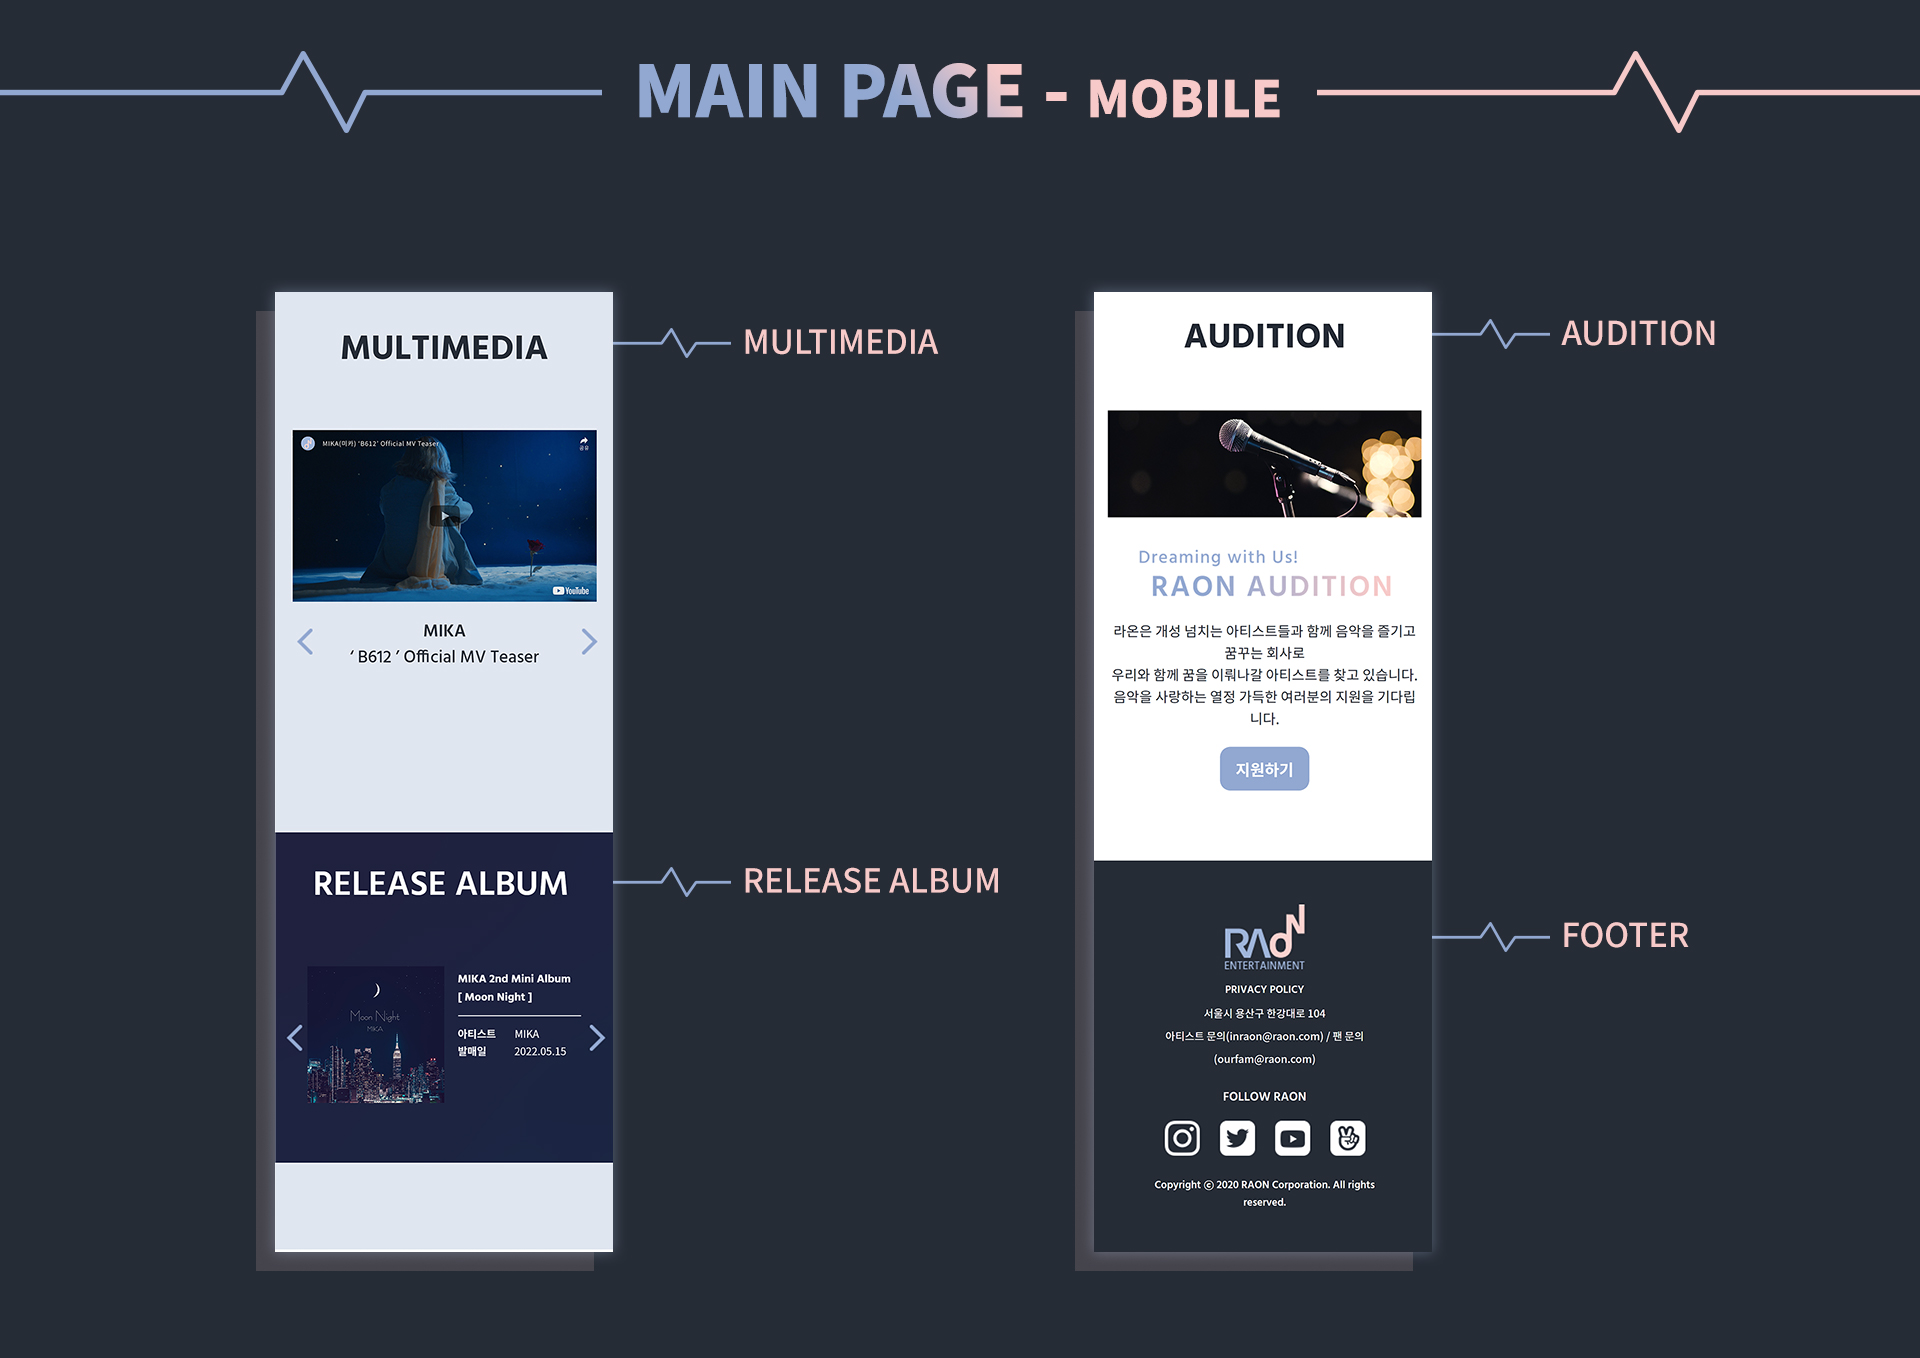 MAIN PAGE - MOBILE
MULTIMEDIA
MIKA(미카) 'B612' Official MV Teaser
공유
YouTube
MIKA
‘ B612 ’ Official MV Teaser
MULTIMEDIA
RELEASE ALBUM
Moon Night
MIKA
MIKA 2nd Mini Album
[ Moon Night ]
아티스트 MIKA
발매일 2022.05.15
RELEASE ALBUM
AUDITION
Dreaming with Us!
RAON AUDITION
라온은 개성 넘치는 아티스트들과 함께 음악을 즐기고
꿈꾸는 회사로
우리와 함께 꿈을 이뤄나갈 아티스트를 찾고 있습니다.
음악을 사랑하는 열정 가득한 여러분의 지원을 기다립
니다.
지원하기
AUDITION
RAON
ENTERTAINMENT
PRIVACY POLICY
서울시 용산구 한강대로 104
아티스트 문의(inraon@raon.com) / 팬 문의
(ourfam@raon.com)
FOLLOW RAON
Copyright ⓒ 2020 RAON Corporation. All rights
reserved.
FOOTER